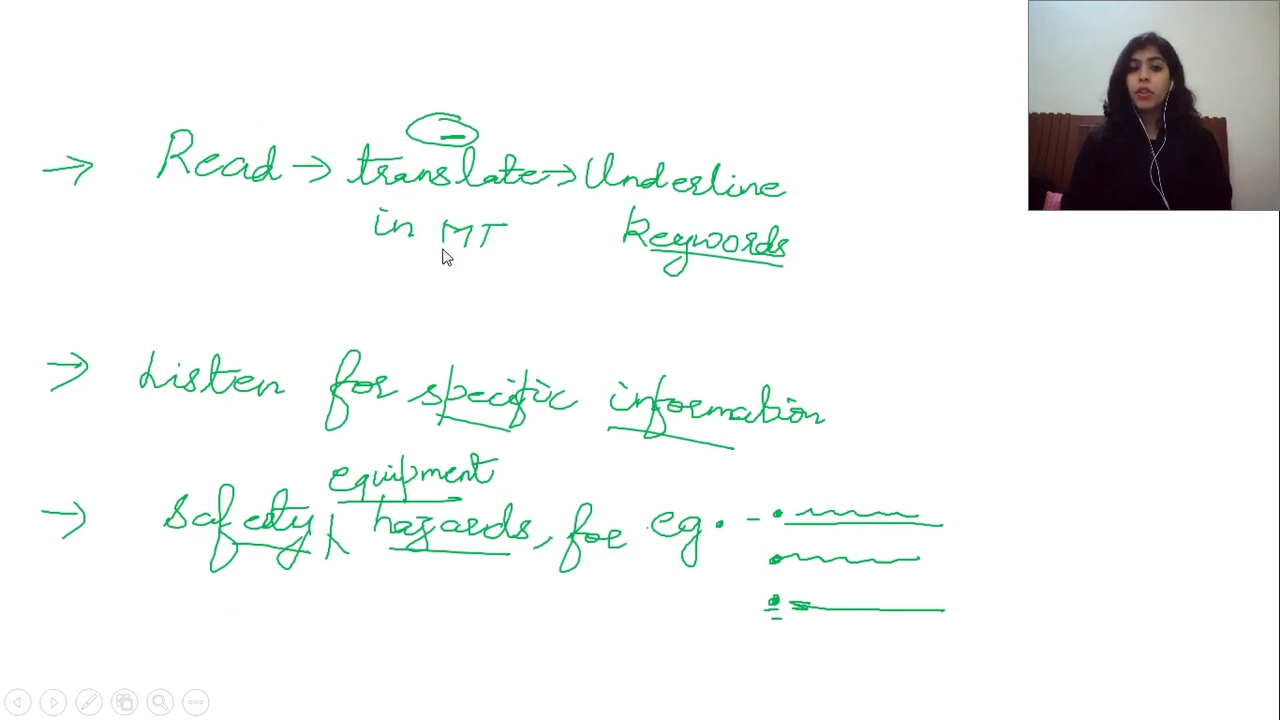 → Read → translate → Underline
in MT keywords
→ Listen for specific information
equipment
→ Safety, hazards, for eg. -